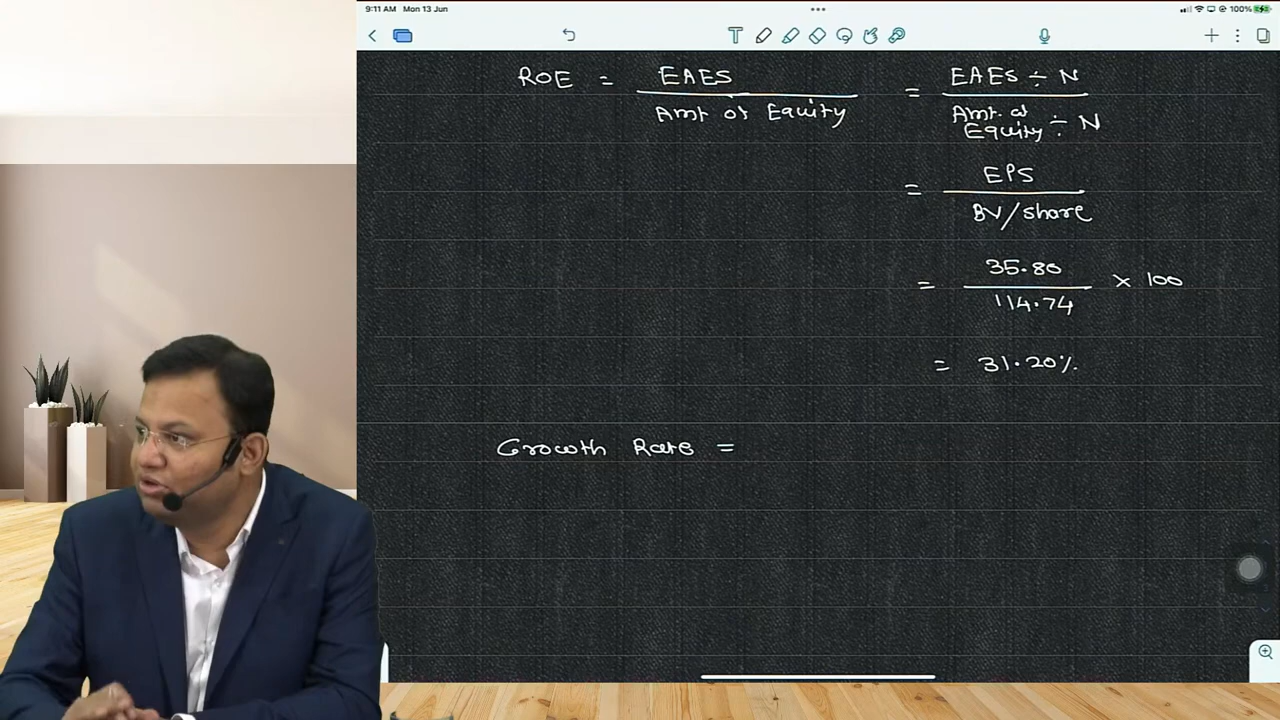 9:11 AM Mon 13 Jun
100%
ROE = EAES / Amt of Equity = EAES ÷ N / Amt. of Equity ÷ N
= EPS / BV/share
= 35.80 / 114.74 × 100
= 31.20%
Growth Rate =